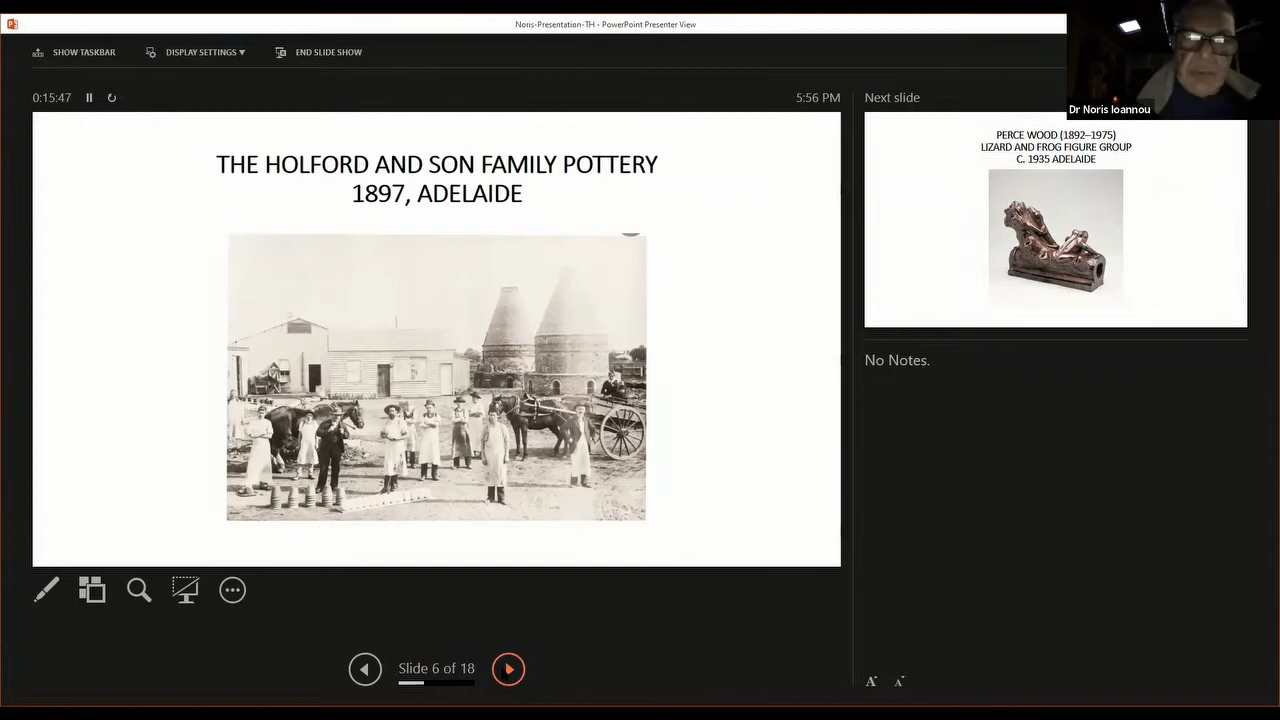 Noris-Presentation-TH - PowerPoint Presenter View
SHOW TASKBAR
DISPLAY SETTINGS ▼
END SLIDE SHOW
Dr Noris Ioannou
0:15:47
5:56 PM
Next slide
THE HOLFORD AND SON FAMILY POTTERY
1897, ADELAIDE
PERCE WOOD (1892–1975)
LIZARD AND FROG FIGURE GROUP
C. 1935 ADELAIDE
No Notes.
Slide 6 of 18
A A